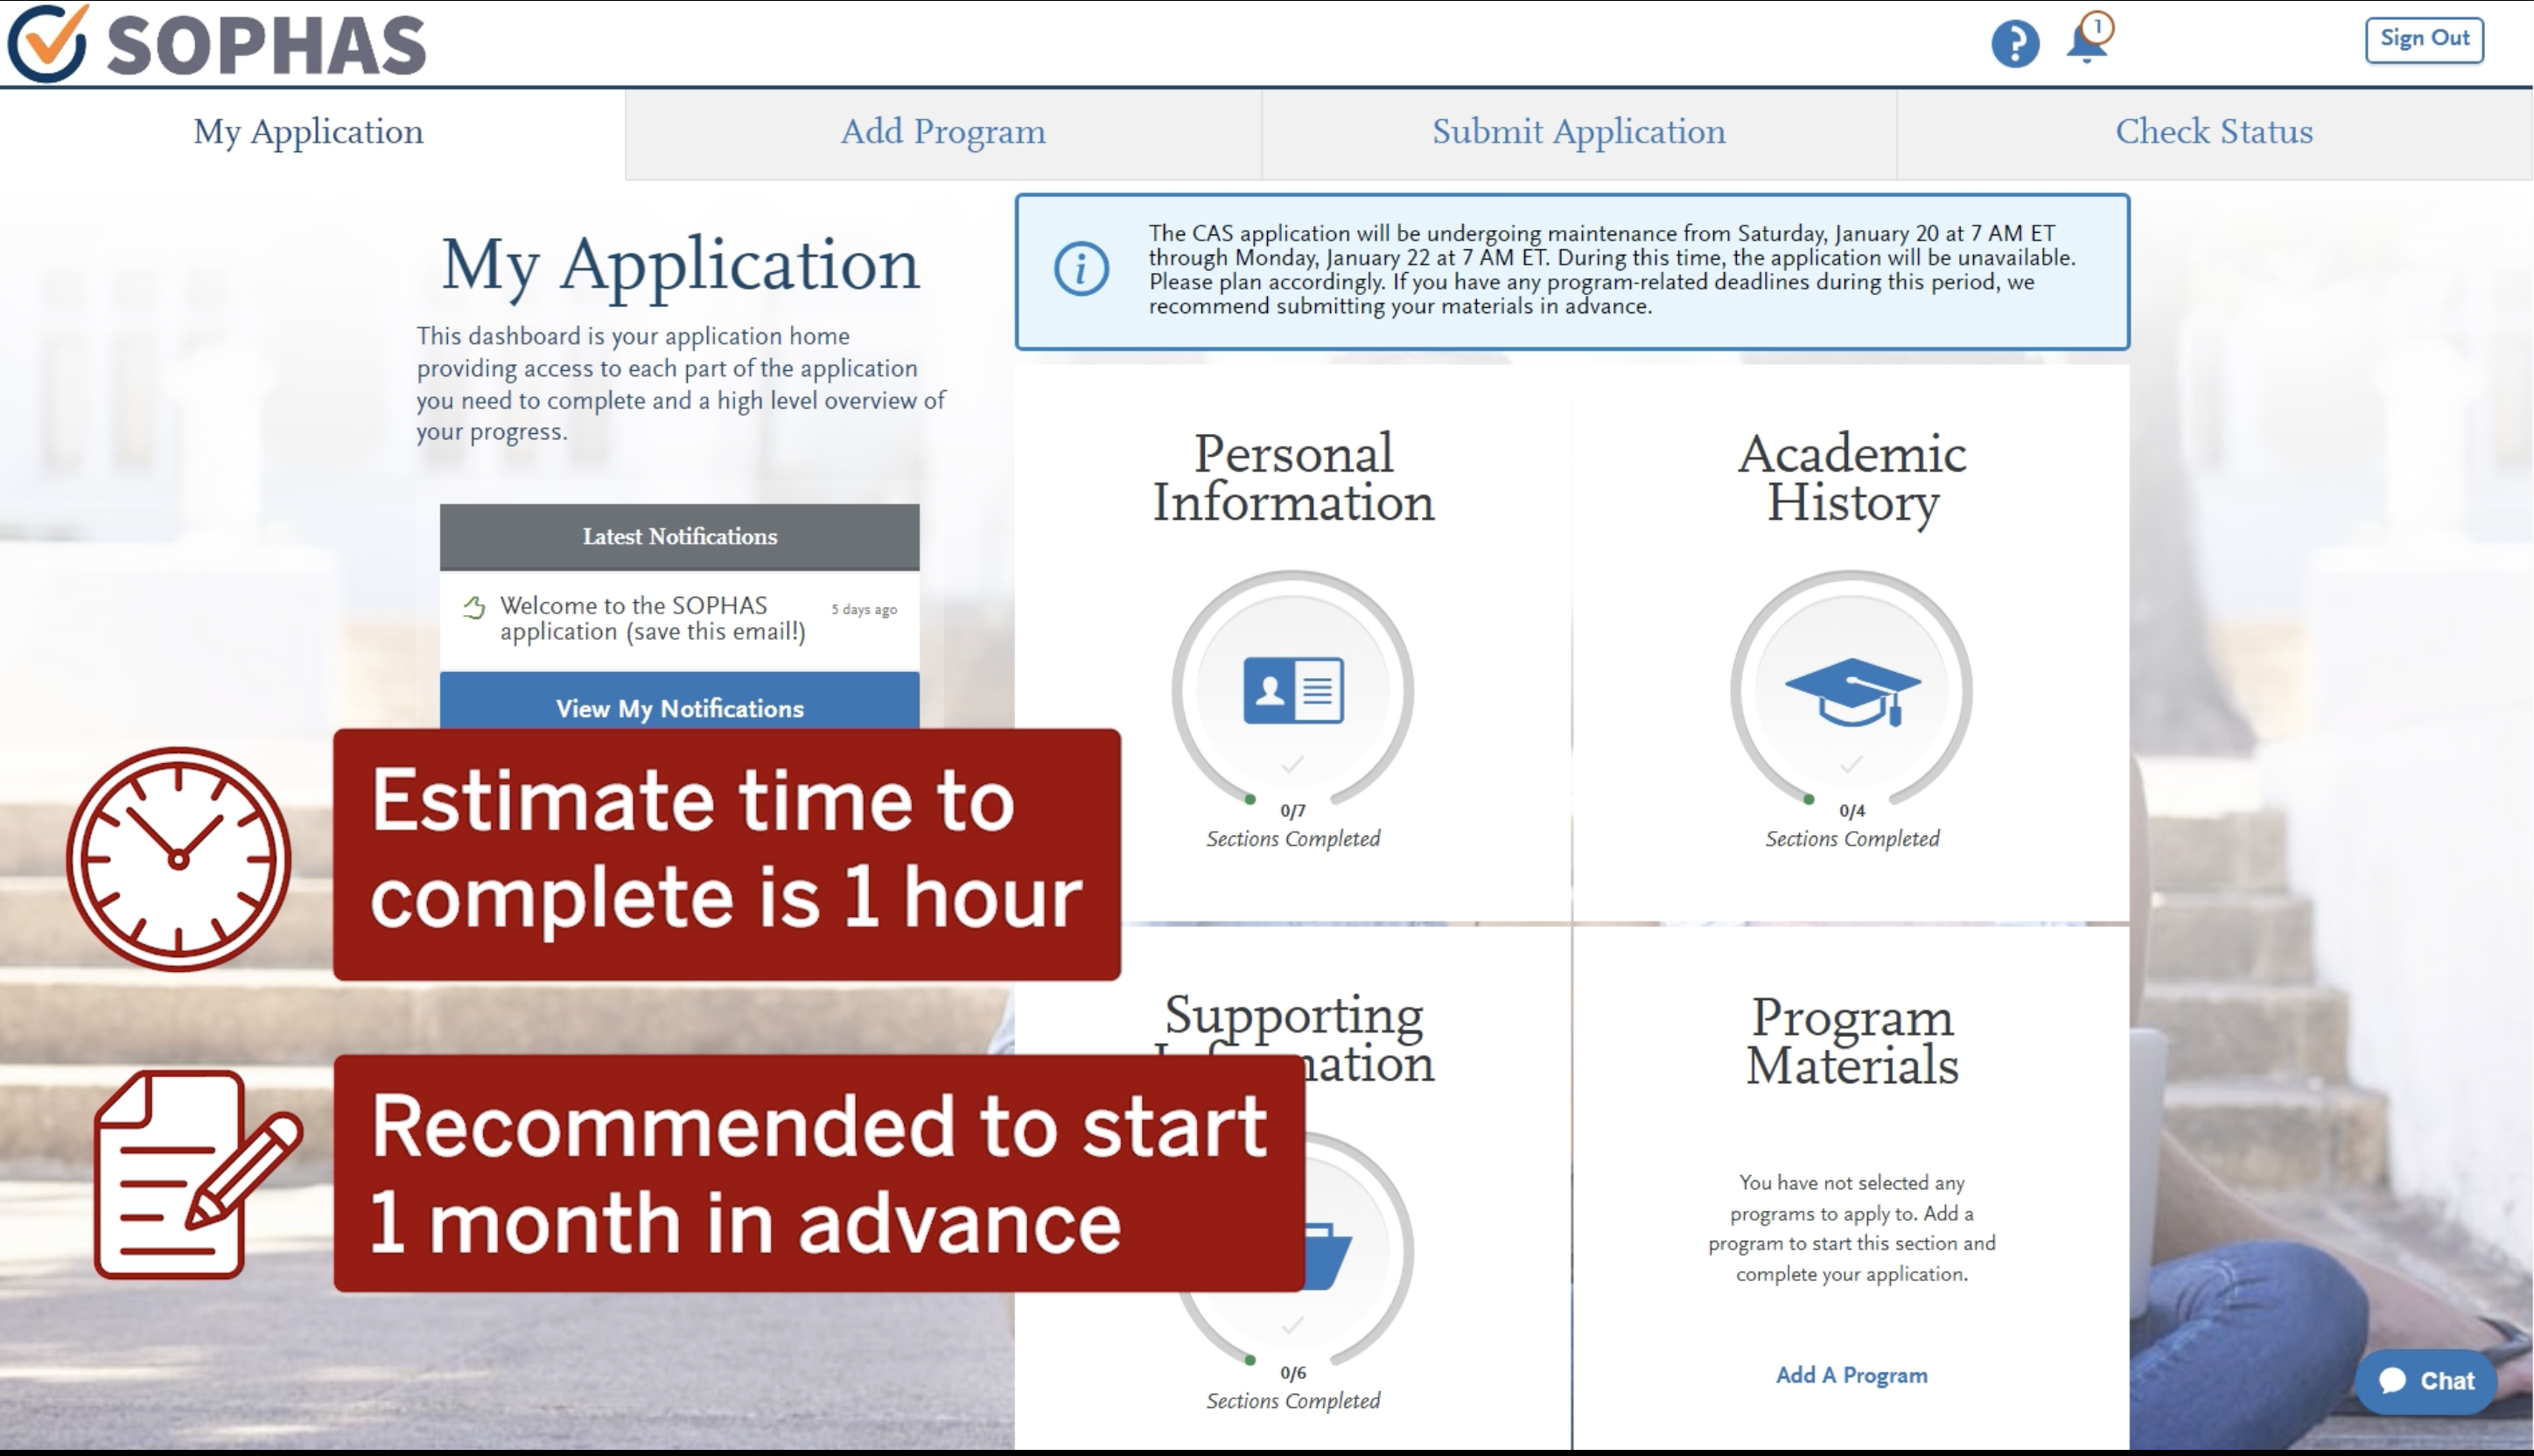 SOPHAS
1
Sign Out
My Application
Add Program
Submit Application
Check Status
My Application
This dashboard is your application home
providing access to each part of the application
you need to complete and a high level overview of
your progress.
Latest Notifications
Welcome to the SOPHAS
application (save this email!)
5 days ago
View My Notifications
The CAS application will be undergoing maintenance from Saturday, January 20 at 7 AM ET
through Monday, January 22 at 7 AM ET. During this time, the application will be unavailable.
Please plan accordingly. If you have any program-related deadlines during this period, we
recommend submitting your materials in advance.
Personal
Information
0/7
Sections Completed
Academic
History
0/4
Sections Completed
Estimate time to
complete is 1 hour
Recommended to start
1 month in advance
Supporting
0/6
Sections Completed
Program
Materials
You have not selected any
programs to apply to. Add a
program to start this section and
complete your application.
Add A Program
Chat